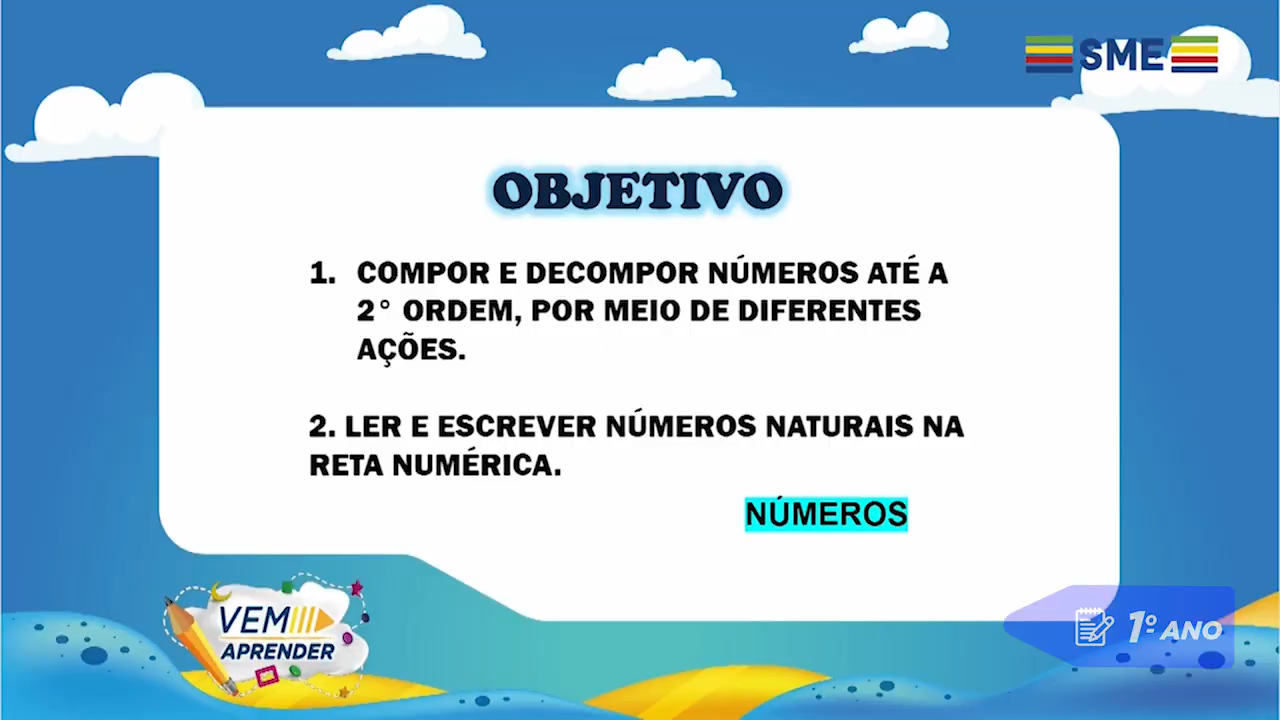 SME
OBJETIVO
1. COMPOR E DECOMPOR NÚMEROS ATÉ A
2° ORDEM, POR MEIO DE DIFERENTES
AÇÕES.
2. LER E ESCREVER NÚMEROS NATURAIS NA
RETA NUMÉRICA.
NÚMEROS
VEM
APRENDER
1º ANO